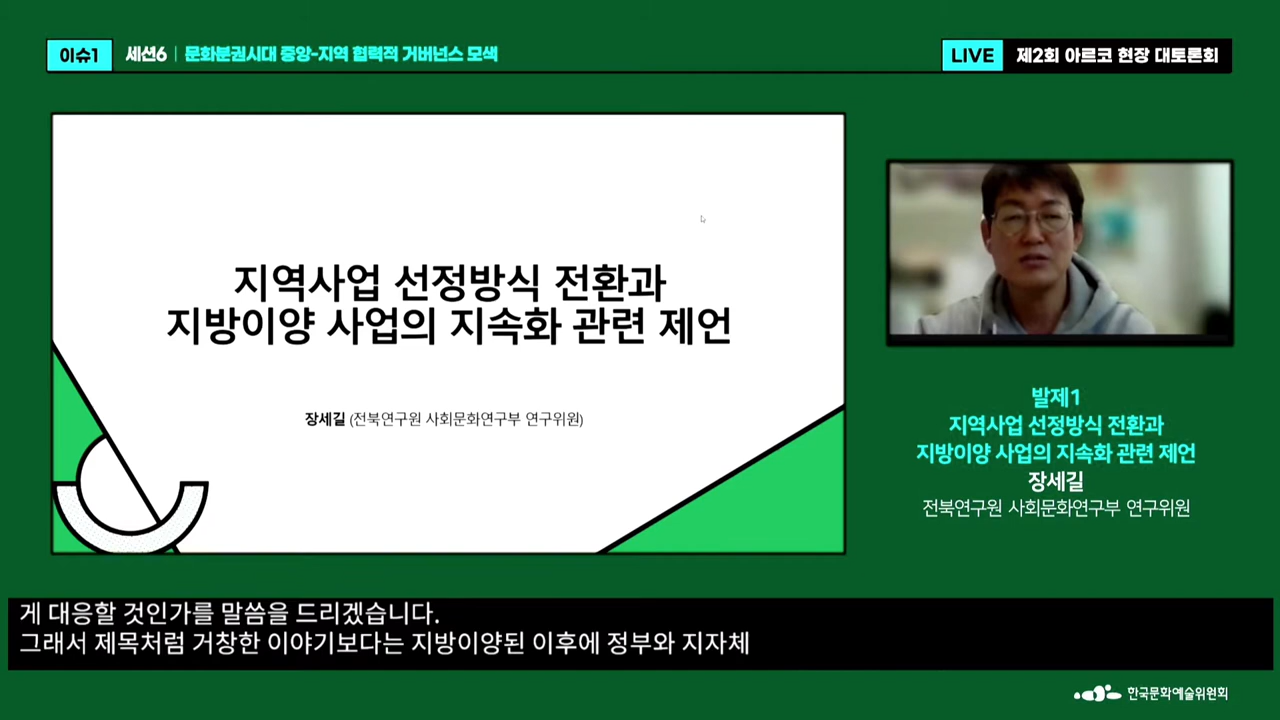 이슈1 세션6 | 문화분권시대 중앙-지역 협력적 거버넌스 모색
LIVE 제2회 아르코 현장 대토론회
지역사업 선정방식 전환과
지방이양 사업의 지속화 관련 제언
장세길 (전북연구원 사회문화연구부 연구위원)
발제1
지역사업 선정방식 전환과
지방이양 사업의 지속화 관련 제언
장세길
전북연구원 사회문화연구부 연구위원
게 대응할 것인가를 말씀을 드리겠습니다.
그래서 제목처럼 거창한 이야기보다는 지방이양된 이후에 정부와 지자체
한국문화예술위원회